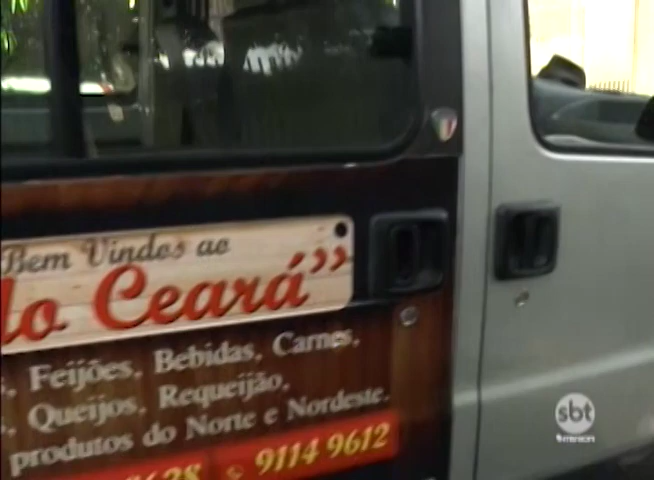 Bem Vindos ao
do Ceará”
Feijões, Bebidas, Carnes,
Queijos, Requeijão,
produtos do Norte e Nordeste.
9114 9612
sbt